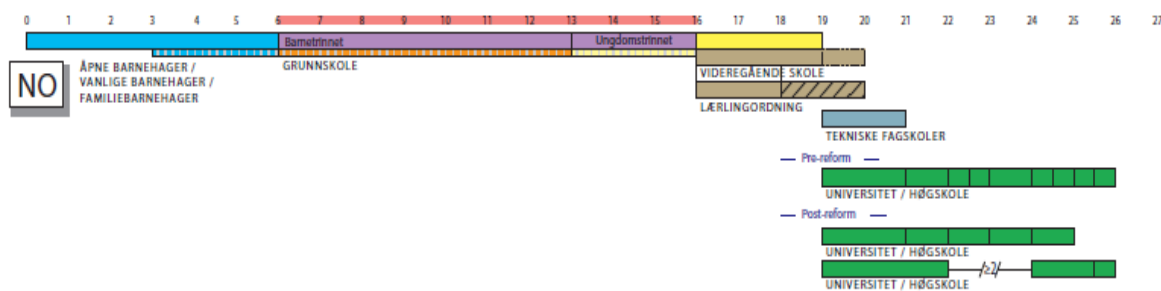 0 1 2 3 4 5 6 7 8 9 10 11 12 13 14 15 16 17 18 19 20 21 22 23 24 25 26 27
Barnetrinnet
Ungdomstrinnet
NO
ÅPNE BARNEHAGER /
VANLIGE BARNEHAGER /
FAMILIEBARNEHAGER
GRUNNSKOLE
VIDEREGÅENDE SKOLE
LÆRLINGORDNING
TEKNISKE FAGSKOLER
Pre-reform
UNIVERSITET / HØGSKOLE
Post-reform
UNIVERSITET / HØGSKOLE
/≥2/
UNIVERSITET / HØGSKOLE